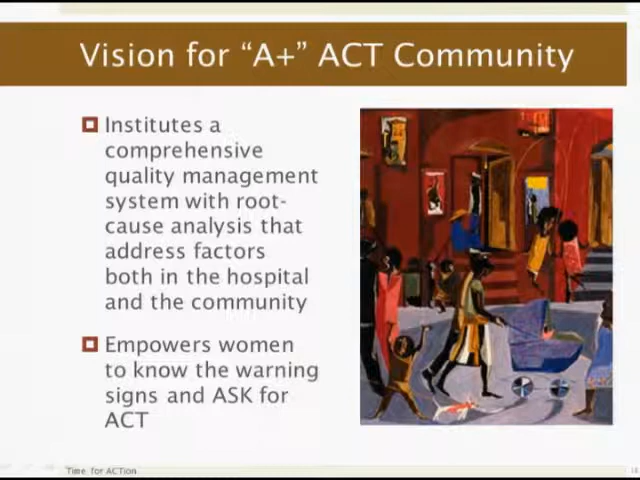 Vision for “A+” ACT Community
Institutes a
comprehensive
quality management
system with root-
cause analysis that
address factors
both in the hospital
and the community
Empowers women
to know the warning
signs and ASK for
ACT
Time for ACTion